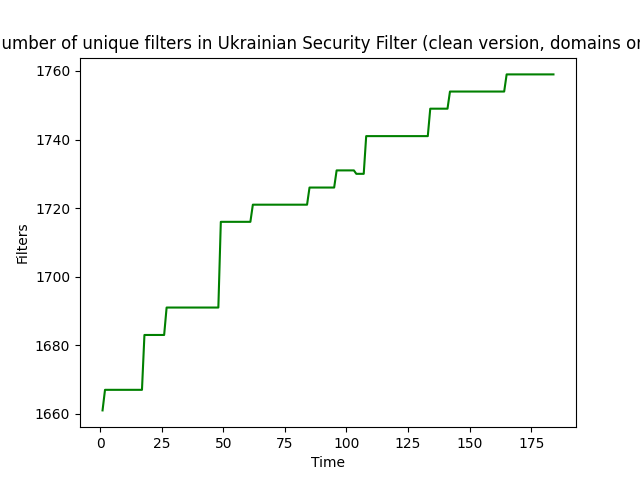 umber of unique filters in Ukrainian Security Filter (clean version, domains or
1760
1740
1720
1700
1680
1660
Filters
0 25 50 75 100 125 150 175
Time